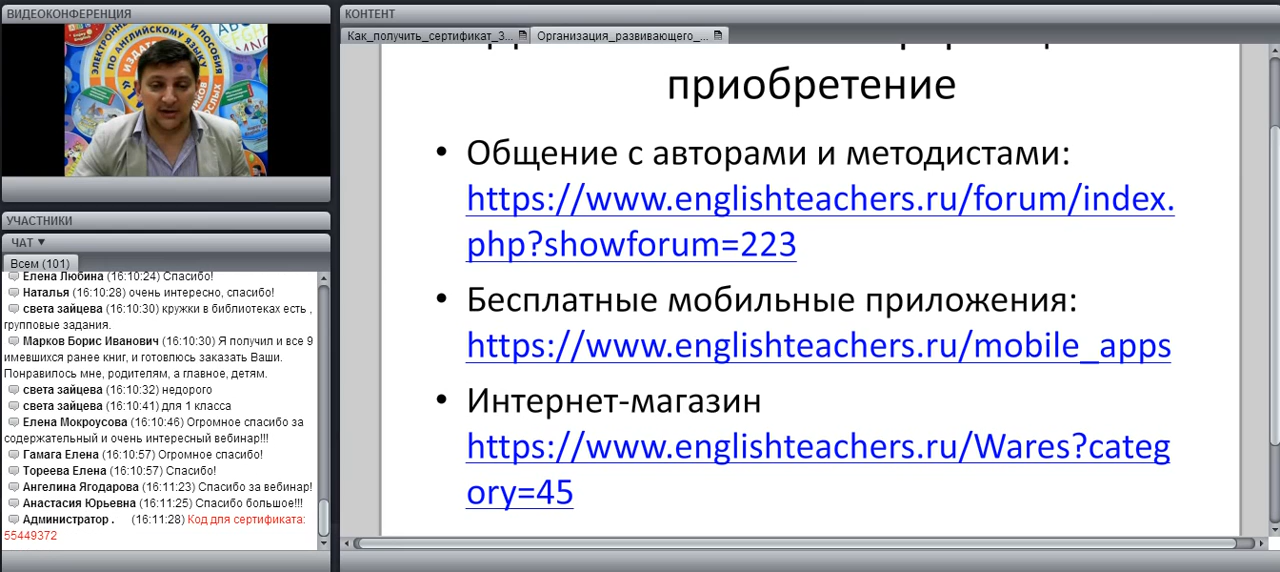 ВИДЕОКОНФЕРЕНЦИЯ
ЭЛЕКТРОННЫЕ
И ПОСОБИЯ
ПО АНГЛИЙСКОМУ ЯЗЫКУ
УЧАСТНИКИ
ЧАТ
Всем (101)
Елена Любина (16:10:24) Спасибо!
Наталья (16:10:28) очень интересно, спасибо!
света зайцева (16:10:30) кружки в библиотеках есть ,
групповые задания.
Марков Борис Иванович (16:10:30) Я получил и все 9
имевшихся ранее книг, и готовлюсь заказать Ваши.
Понравилось мне, родителям, а главное, детям.
света зайцева (16:10:32) недорого
света зайцева (16:10:41) для 1 класса
Елена Мокроусова (16:10:46) Огромное спасибо за
содержательный и очень интересный вебинар!!!
Гамага Елена (16:10:57) Огромное спасибо!
Тореева Елена (16:10:57) Спасибо!
Ангелина Ягодарова (16:11:23) Спасибо за вебинар!
Анастасия Юрьевна (16:11:25) Спасибо большое!!!
Администратор . (16:11:28) Код для сертификата:
55449372
КОНТЕНТ
Как_получить_сертификат_3...
Организация_развивающего_...
приобретение
• Общение с авторами и методистами:
https://www.englishteachers.ru/forum/index.
php?showforum=223
• Бесплатные мобильные приложения:
https://www.englishteachers.ru/mobile_apps
• Интернет-магазин
https://www.englishteachers.ru/Wares?categ
ory=45